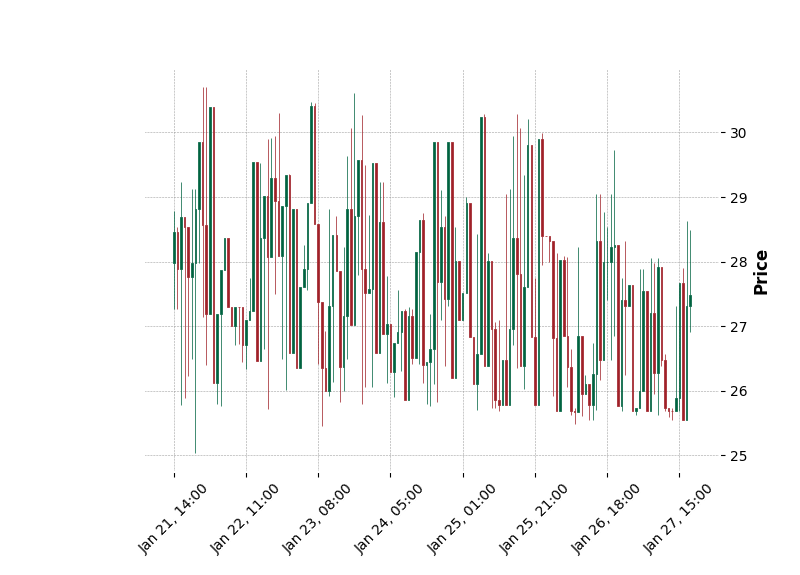 30
29
28
27
26
25
Price
Jan 21, 14:00
Jan 22, 11:00
Jan 23, 08:00
Jan 24, 05:00
Jan 25, 01:00
Jan 25, 21:00
Jan 26, 18:00
Jan 27, 15:00